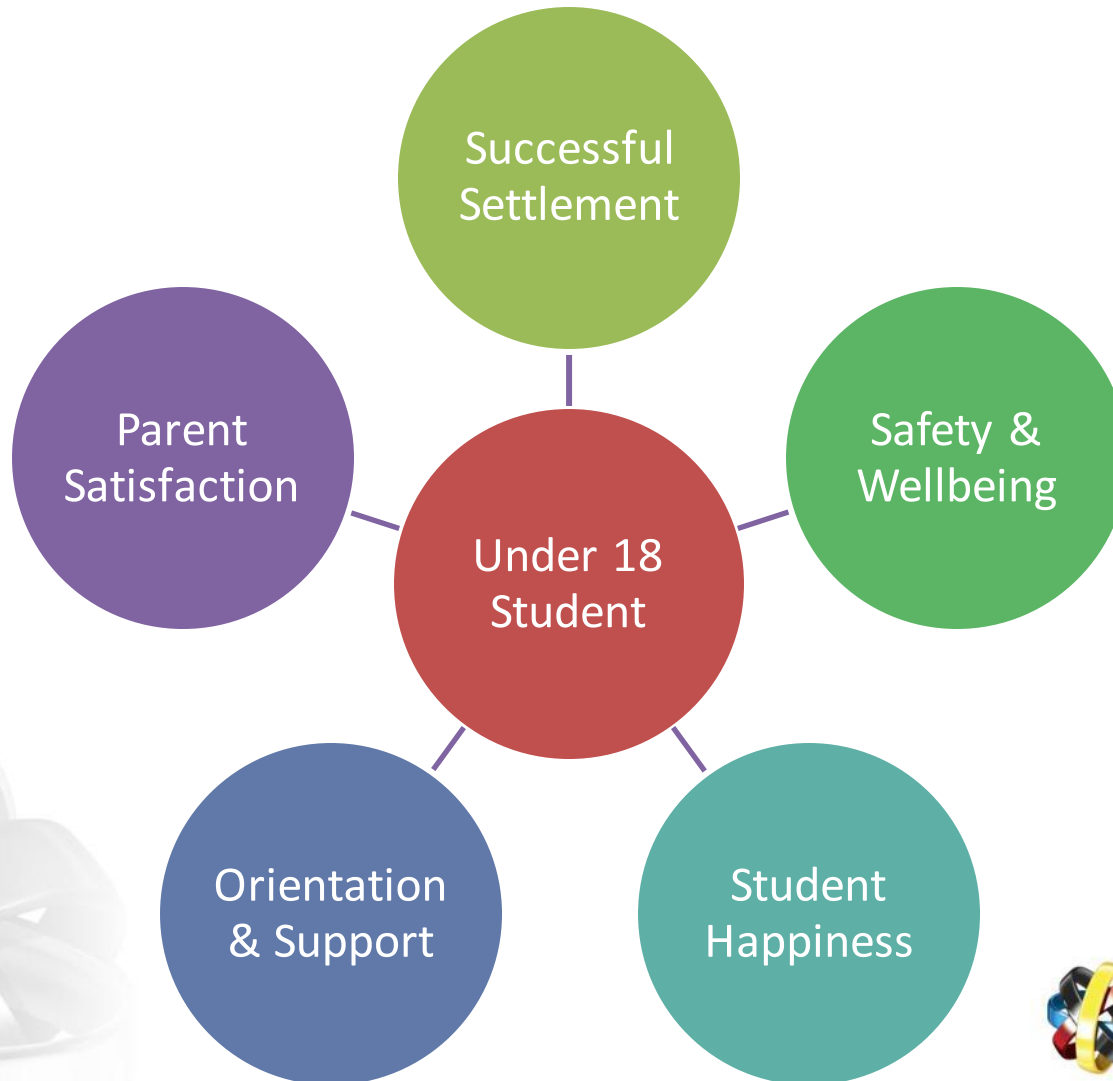 Successful
Settlement
Parent
Satisfaction
Safety &
Wellbeing
Under 18
Student
Orientation
& Support
Student
Happiness